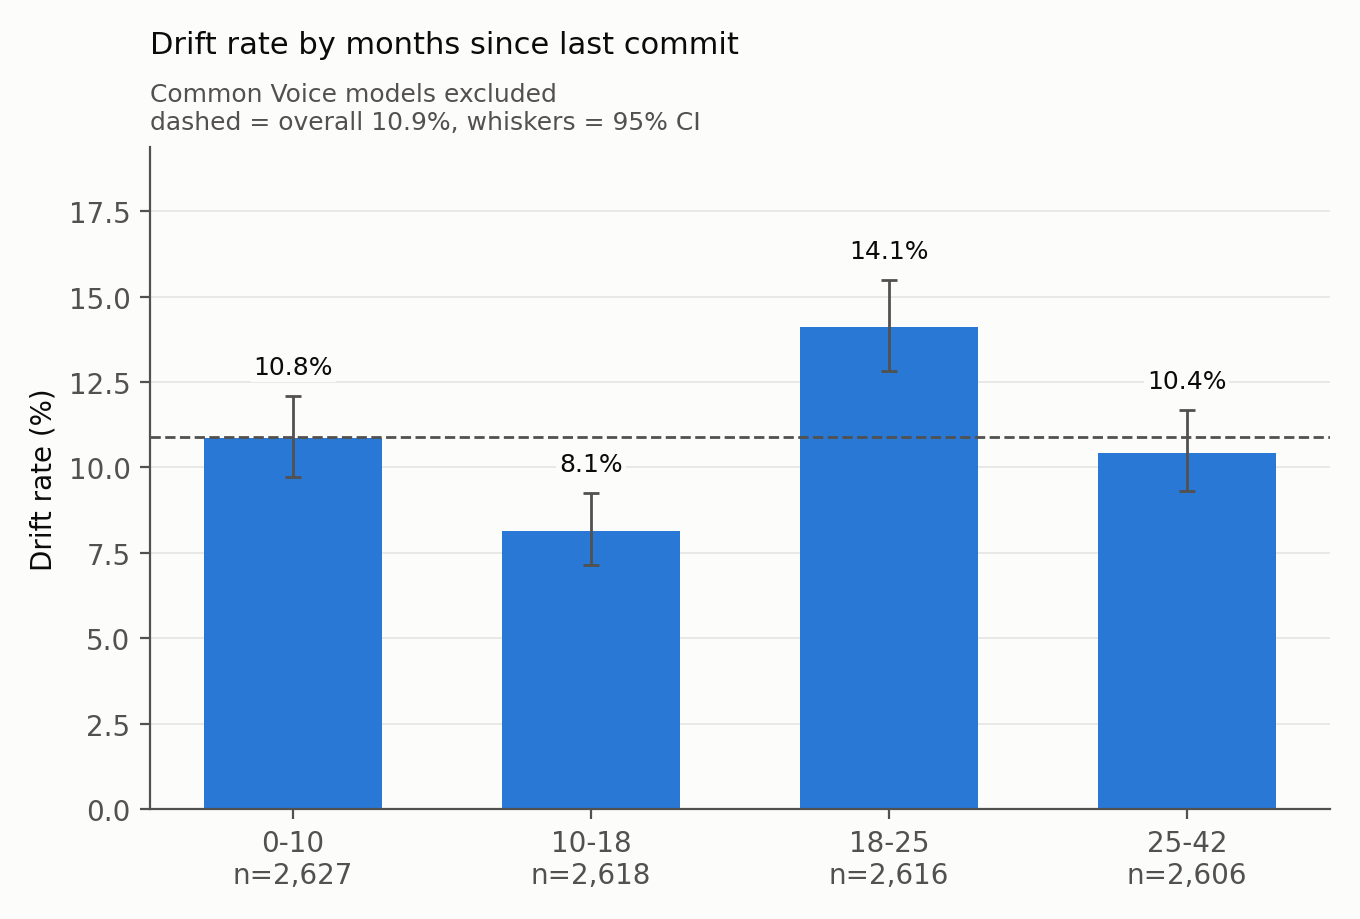 Drift rate by months since last commit
Common Voice models excluded
dashed = overall 10.9%, whiskers = 95% CI
Drift rate (%)
17.5
15.0
12.5
10.0
7.5
5.0
2.5
0.0
10.8%
8.1%
14.1%
10.4%
0-10
n=2,627
10-18
n=2,618
18-25
n=2,616
25-42
n=2,606